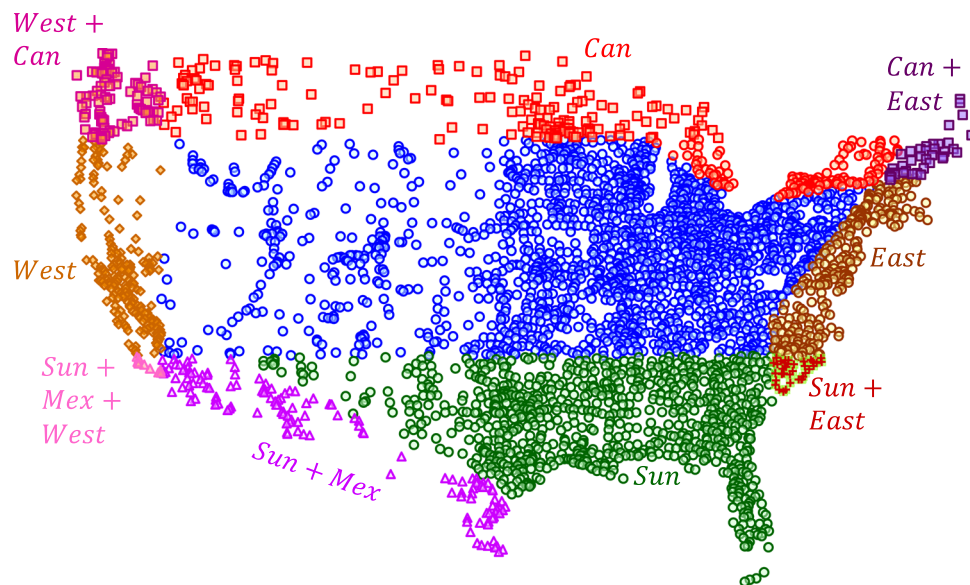 West +
Can
Can
Can +
East
West
East
Sun +
Mex +
West
Sun + Mex
Sun
Sun +
East